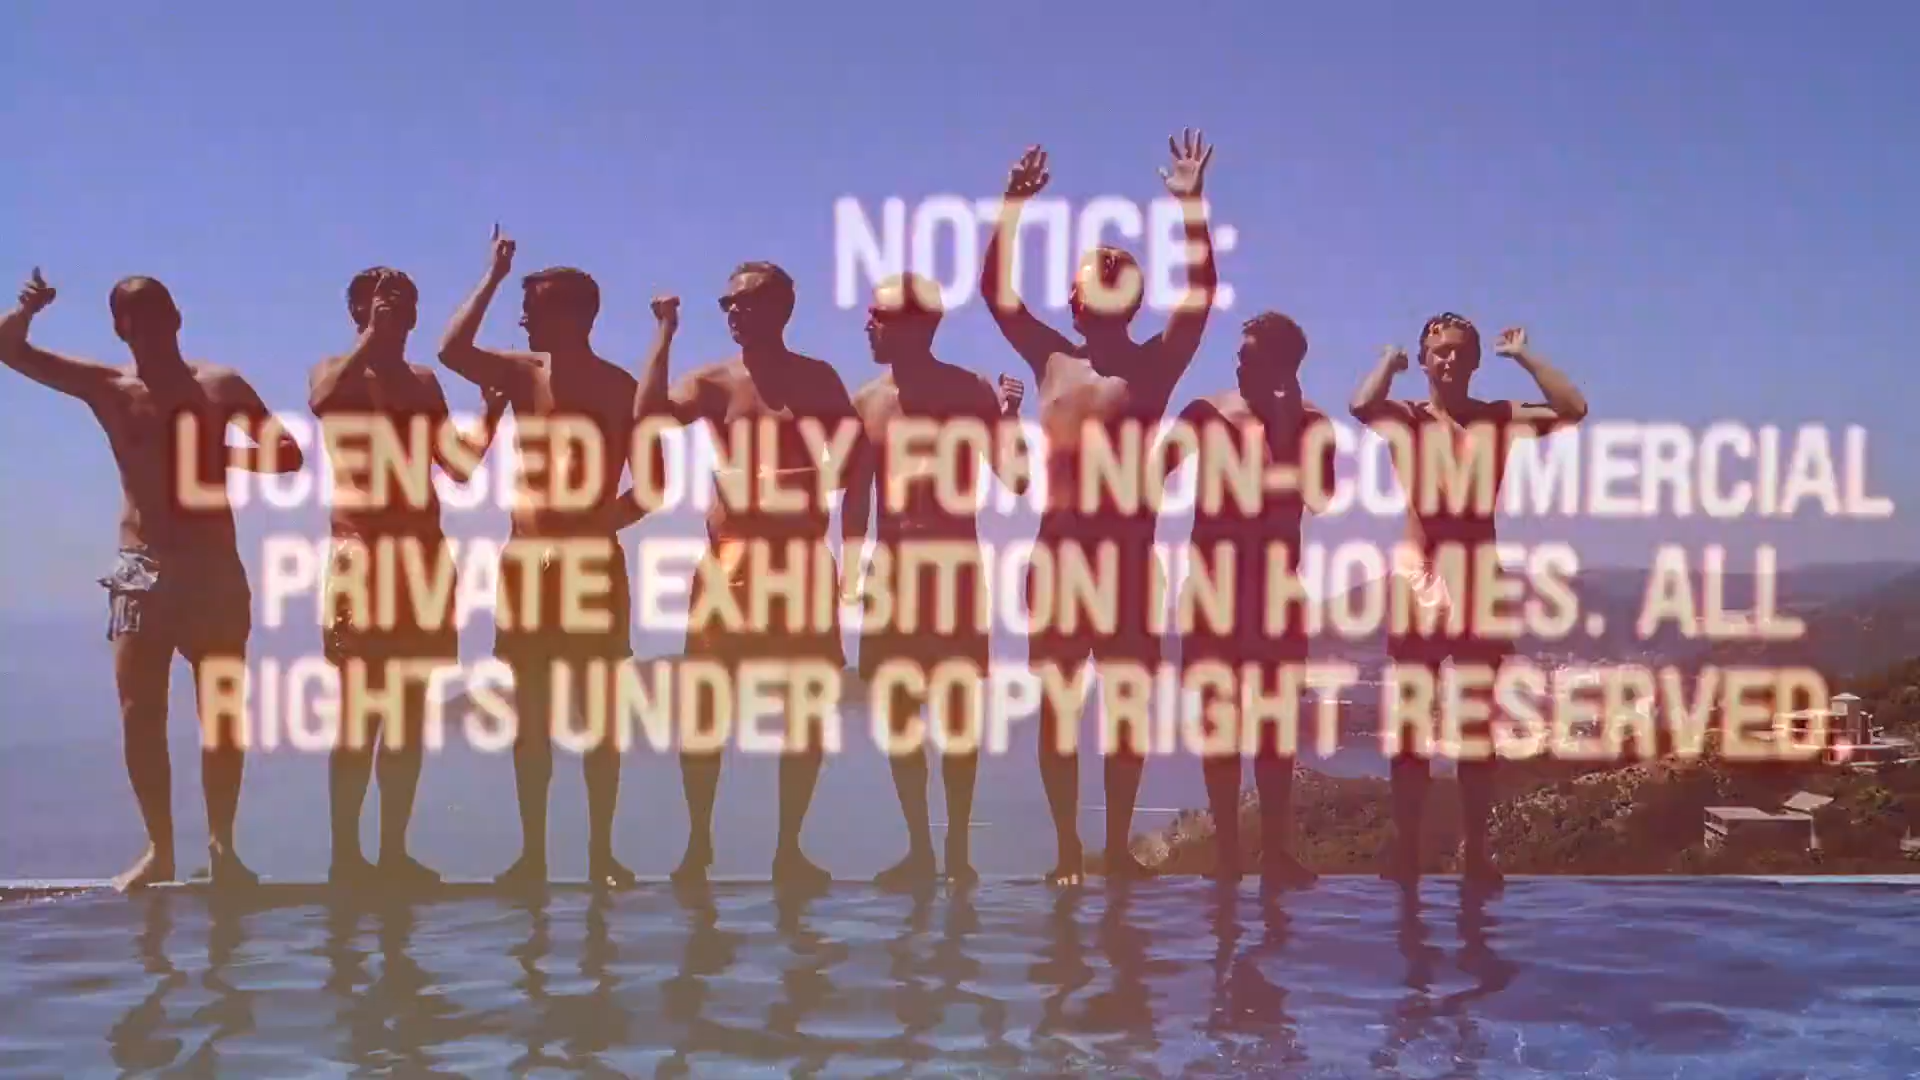 NOTICE:
LICENSED ONLY FOR NON-COMMERCIAL
PRIVATE EXHIBITION IN HOMES. ALL
RIGHTS UNDER COPYRIGHT RESERVED.